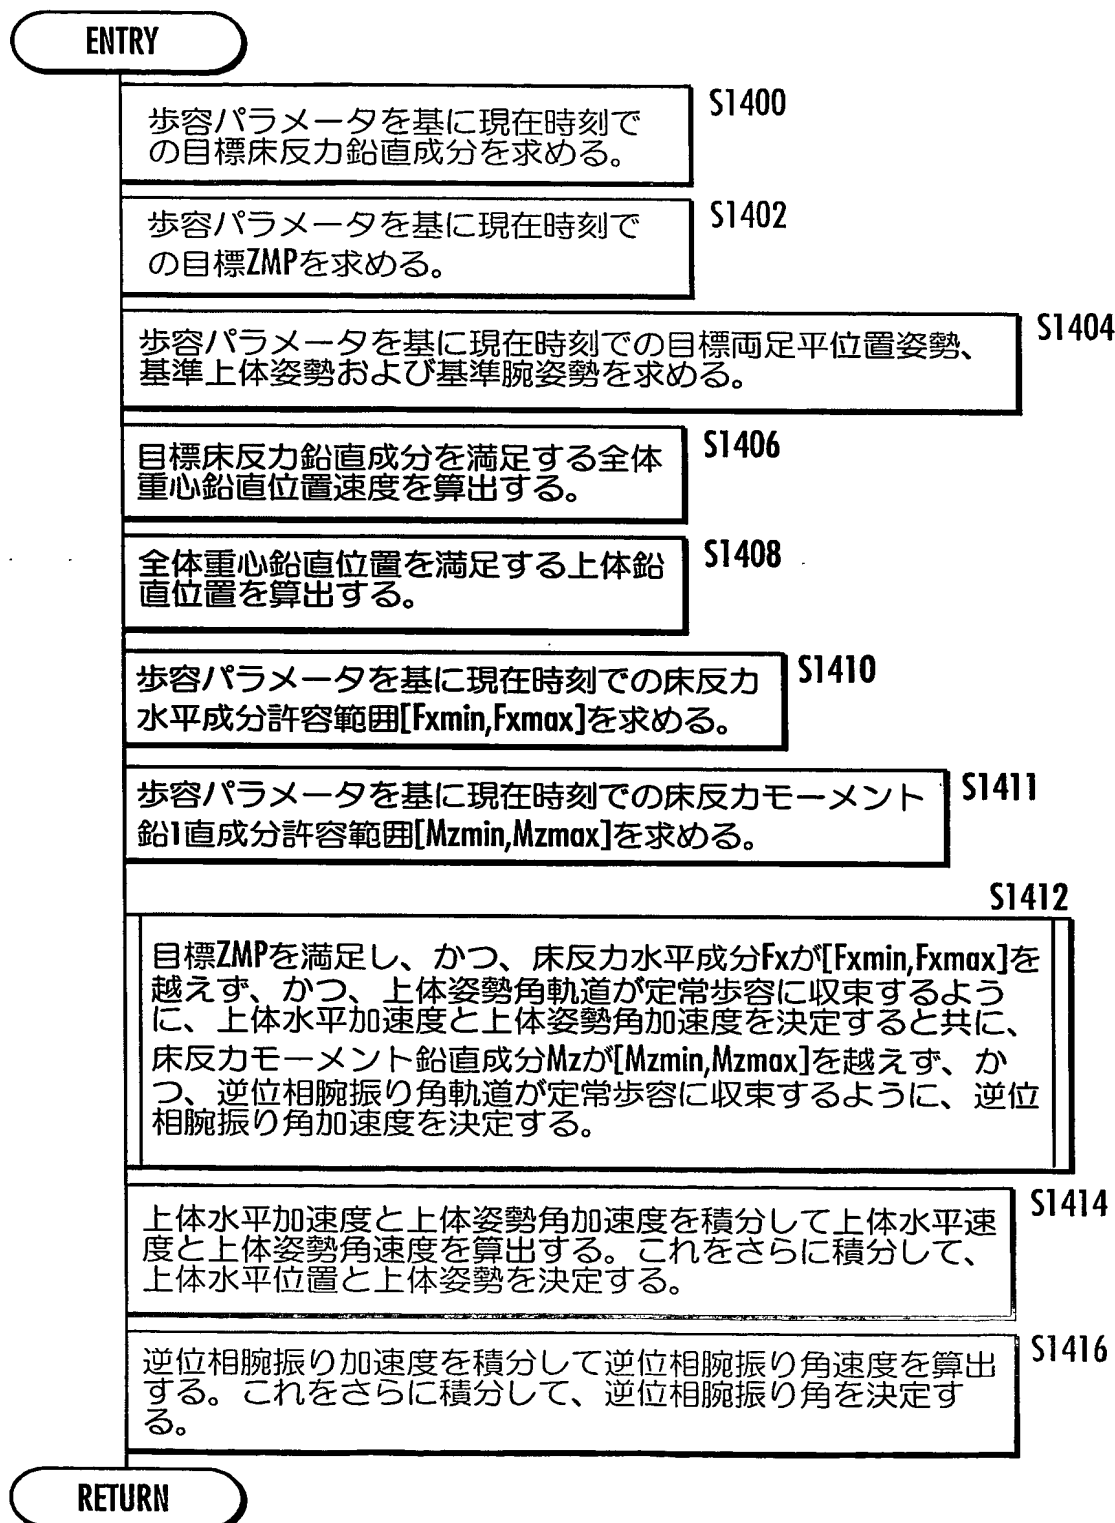 ENTRY
S1400
歩容パラメータを基に現在時刻で
の目標床反力鉛直成分を求める。
S1402
歩容パラメータを基に現在時刻で
の目標ZMPを求める。
S1404
歩容パラメータを基に現在時刻での目標両足平位置姿勢、
基準上体姿勢および基準腕姿勢を求める。
S1406
目標床反力鉛直成分を満足する全体
重心鉛直位置速度を算出する。
S1408
全体重心鉛直位置を満足する上体鉛
直位置を算出する。
S1410
歩容パラメータを基に現在時刻での床反力
水平成分許容範囲[Fxmin,Fxmax]を求める。
S1411
歩容パラメータを基に現在時刻での床反力モーメント
鉛1直成分許容範囲[Mzmin,Mzmax]を求める。
S1412
目標ZMPを満足し、かつ、床反力水平成分Fxが[Fxmin,Fxmax]を
越えず、かつ、上体姿勢角軌道が定常歩容に収束するよう
に、上体水平加速度と上体姿勢角加速度を決定すると共に、
床反力モーメント鉛直成分Mzが[Mzmin,Mzmax]を越えず、か
つ、逆位相腕振り角軌道が定常歩容に収束するように、逆位
相腕振り角加速度を決定する。
S1414
上体水平加速度と上体姿勢角加速度を積分して上体水平速
度と上体姿勢角速度を算出する。これをさらに積分して、
上体水平位置と上体姿勢を決定する。
S1416
逆位相腕振り加速度を積分して逆位相腕振り角速度を算出
する。これをさらに積分して、逆位相腕振り角を決定す
る。
RETURN